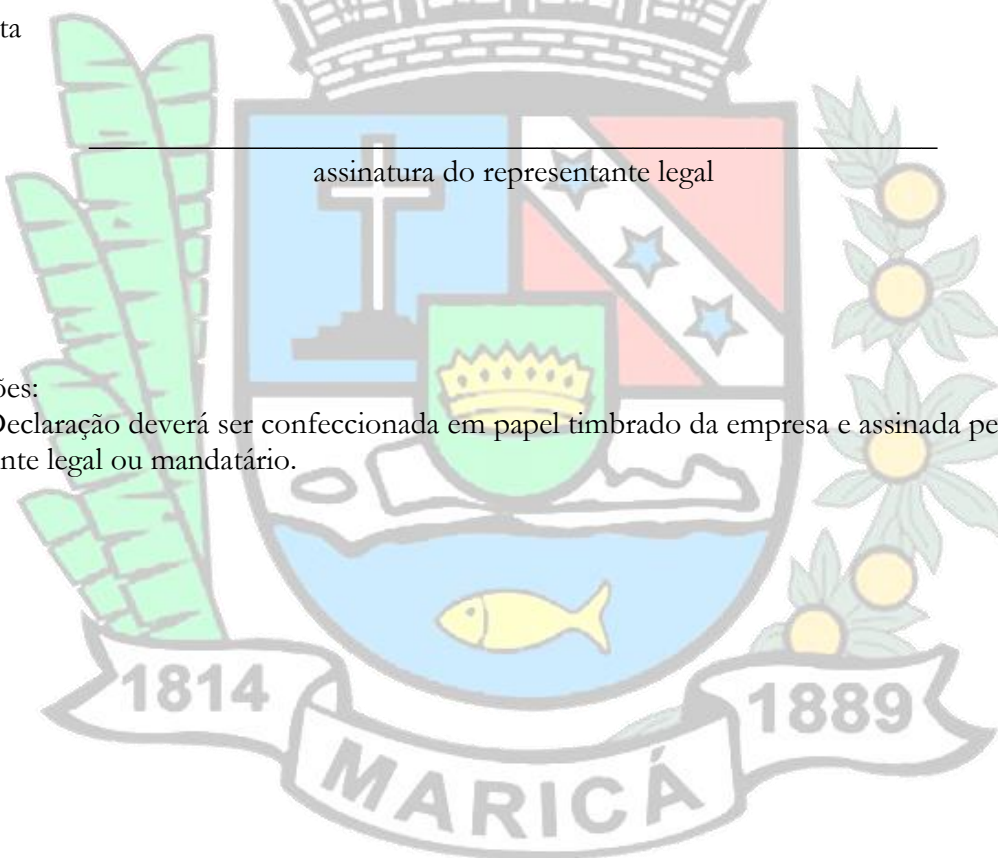 ta
assinatura do representante legal
ões:
Declaração deverá ser confeccionada em papel timbrado da empresa e assinada pe
nte legal ou mandatário.
1814
1889
MARICÁ